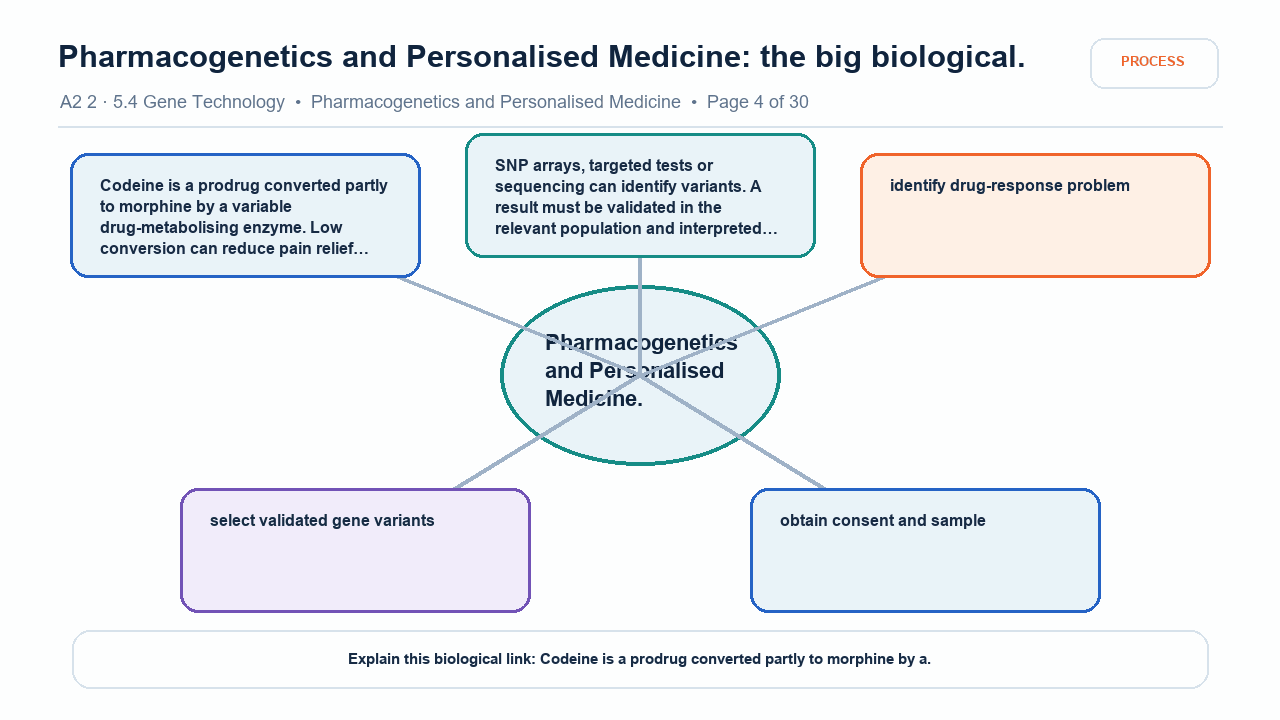 Pharmacogenetics and Personalised Medicine: the big biological.
PROCESS
A2 2 · 5.4 Gene Technology • Pharmacogenetics and Personalised Medicine • Page 4 of 30
Codeine is a prodrug converted partly
to morphine by a variable
drug-metabolising enzyme. Low
conversion can reduce pain relief…
SNP arrays, targeted tests or
sequencing can identify variants. A
result must be validated in the
relevant population and interpreted…
identify drug-response problem
Pharmacogenetics
and Personalised
Medicine.
select validated gene variants
obtain consent and sample
Explain this biological link: Codeine is a prodrug converted partly to morphine by a.